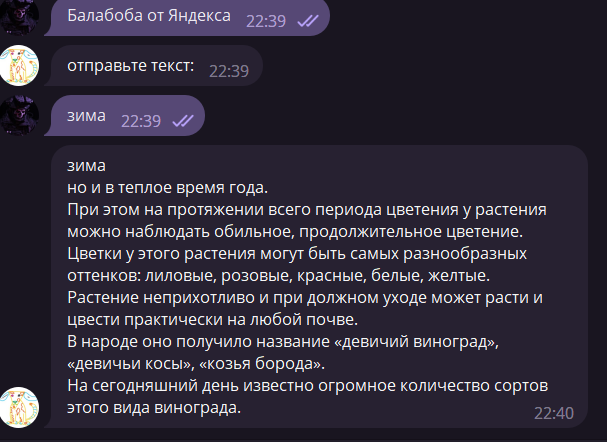 Балабоба от Яндекса 22:39
отправьте текст: 22:39
зима 22:39
зима
но и в теплое время года.
При этом на протяжении всего периода цветения у растения
можно наблюдать обильное, продолжительное цветение.
Цветки у этого растения могут быть самых разнообразных
оттенков: лиловые, розовые, красные, белые, желтые.
Растение неприхотливо и при должном уходе может расти и
цвести практически на любой почве.
В народе оно получило название «девичий виноград»,
«девичьи косы», «козья борода».
На сегодняшний день известно огромное количество сортов
этого вида винограда. 22:40